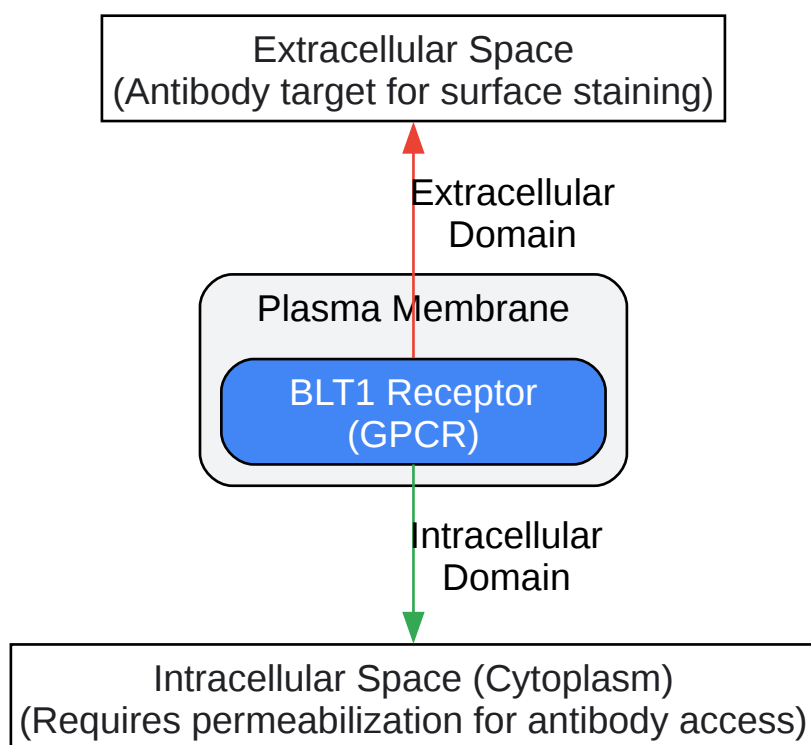 Extracellular Space
(Antibody target for surface staining)
Extracellular
Domain
Plasma Membrane
BLT1 Receptor
(GPCR)
Intracellular
Domain
Intracellular Space (Cytoplasm)
(Requires permeabilization for antibody access)